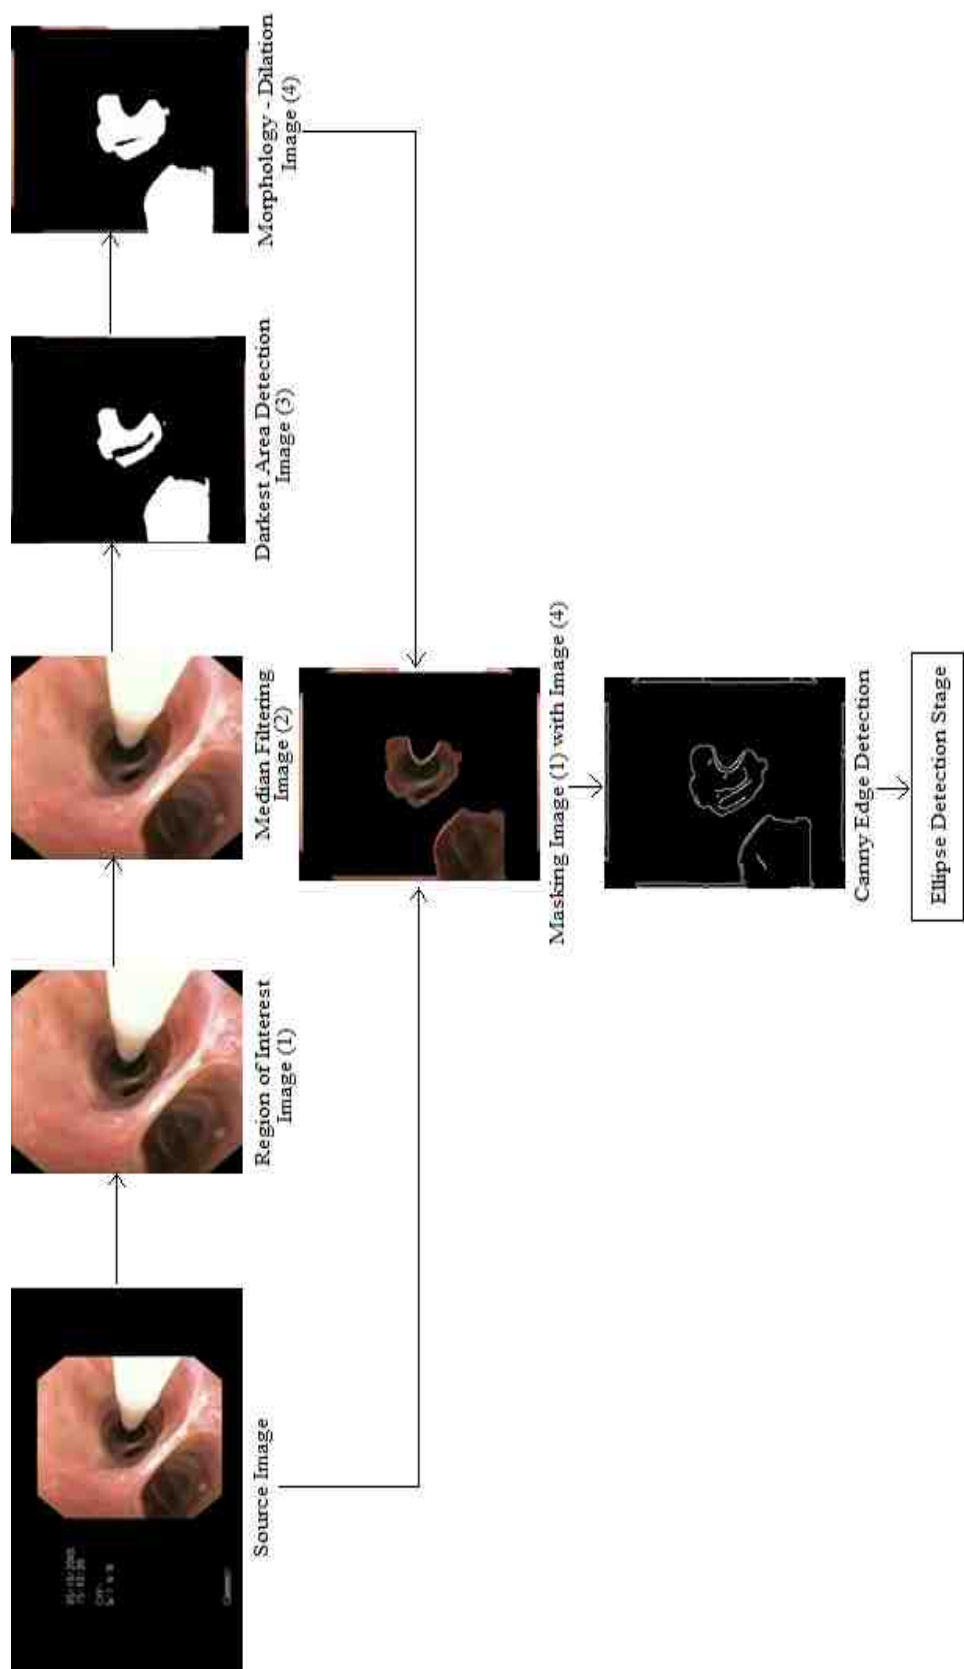 Source Image
Region of Interest
Image (1)
Median Filtering
Image (2)
Darkest Area Detection
Image (3)
Morphology - Dilation
Image (4)
Masking Image (1) with Image (4)
Canny Edge Detection
Ellipse Detection Stage